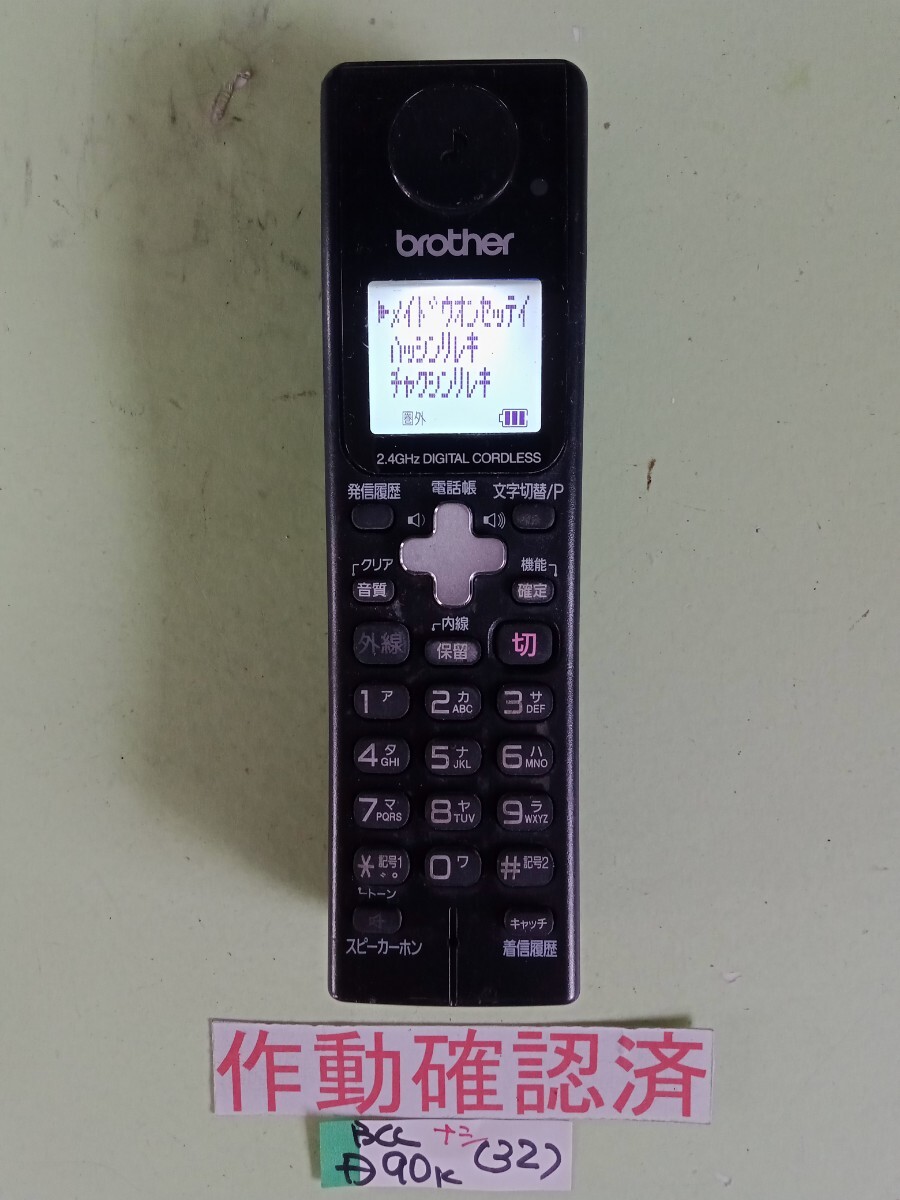 brother
▶メイドウオンセッテイ
ハッシンリレキ
チャクシンリレキ
圏外
2.4GHz DIGITAL CORDLESS
発信履歴 電話帳 文字切替/P
クリア 機能
音質 確定
内線
外線 保留 切
1ア 2カABC 3サDEF
4タGHI 5ナJKL 6ハMNO
7マPQRS 8ヤTUV 9ラWXYZ
*記号1 ゛゜ 0ワ #記号2
トーン
キャッチ
スピーカーホン 着信履歴
作動確認済
BCL ナシ
D90K (32)